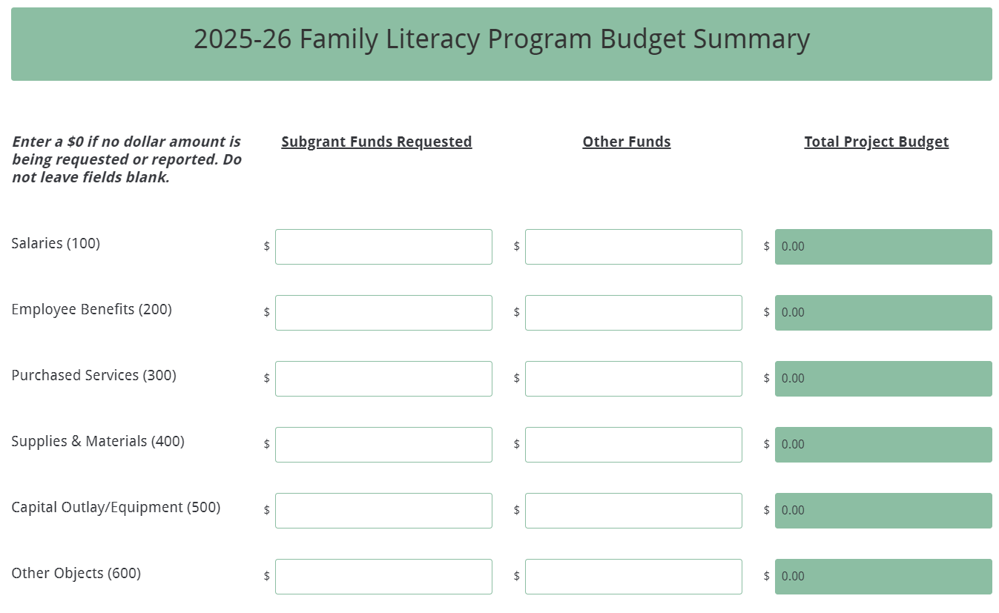 2025-26 Family Literacy Program Budget Summary
Enter a $0 if no dollar amount is
being requested or reported. Do
not leave fields blank.
Subgrant Funds Requested
Other Funds
Total Project Budget
Salaries (100)
$
$
$ 0.00
Employee Benefits (200)
$
$
$ 0.00
Purchased Services (300)
$
$
$ 0.00
Supplies & Materials (400)
$
$
$ 0.00
Capital Outlay/Equipment (500)
$
$
$ 0.00
Other Objects (600)
$
$
$ 0.00